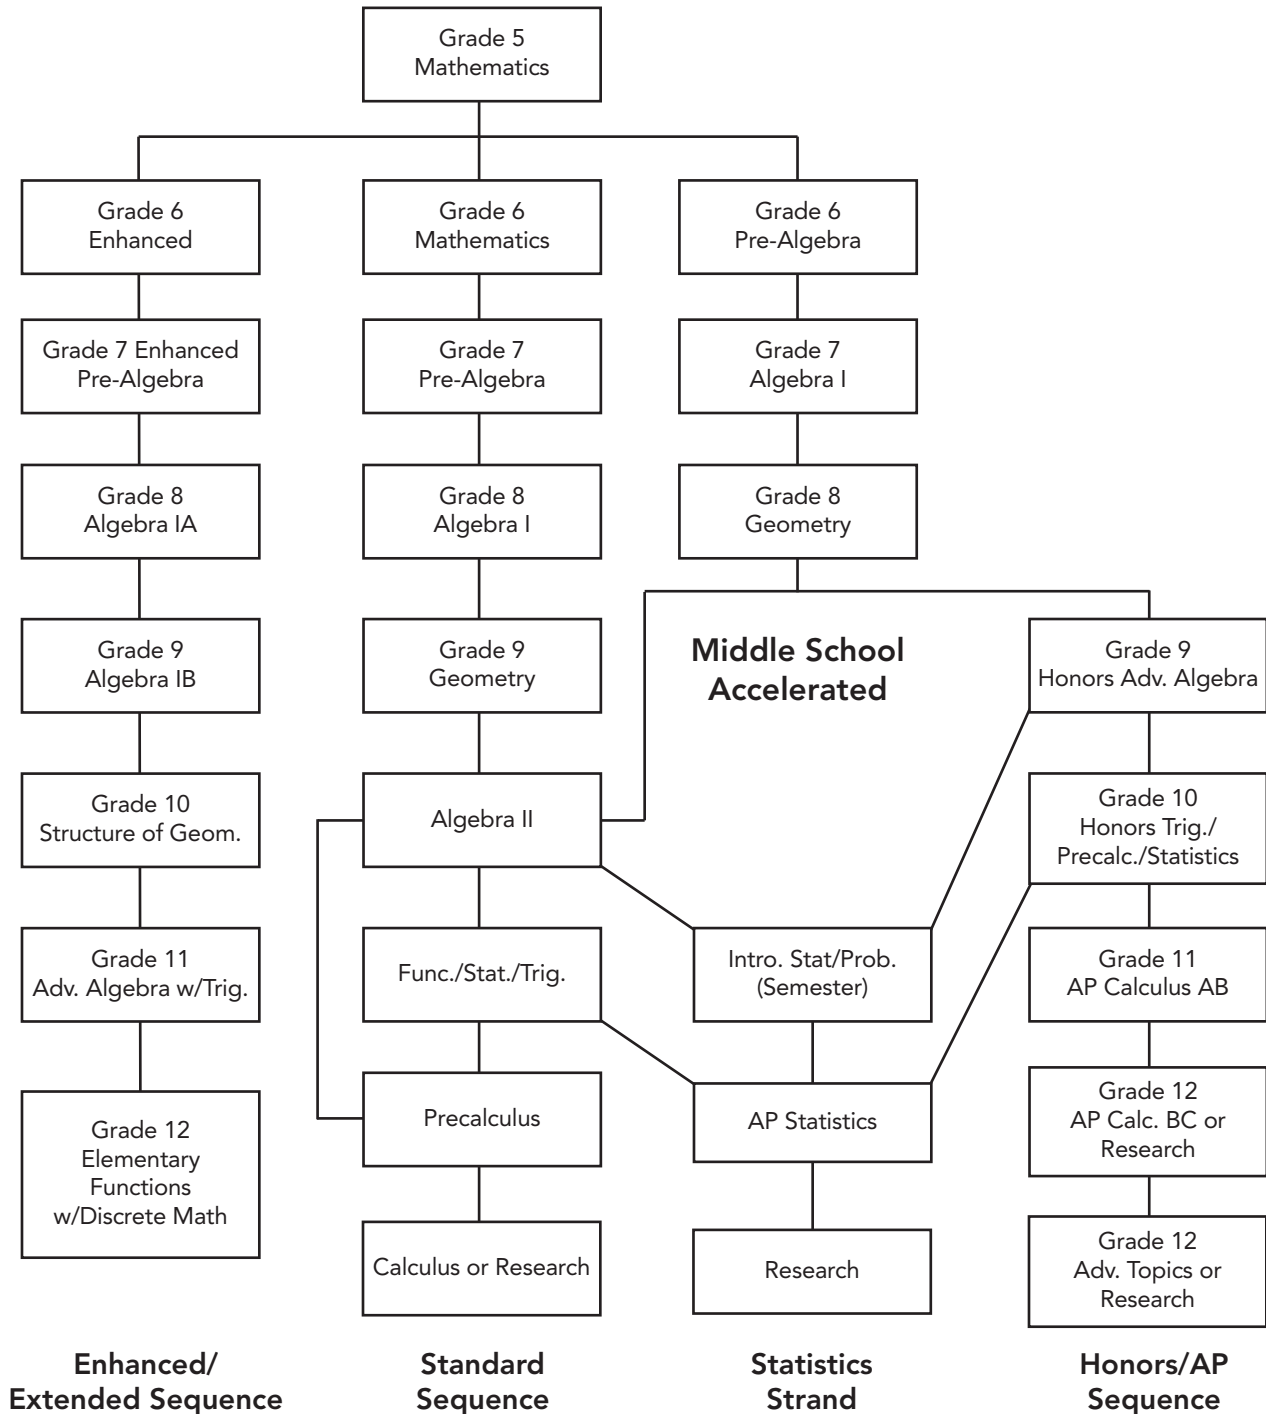 Grade 5
Mathematics
Grade 6
Enhanced
Grade 6
Mathematics
Grade 6
Pre-Algebra
Grade 7 Enhanced
Pre-Algebra
Grade 7
Pre-Algebra
Grade 7
Algebra I
Grade 8
Algebra IA
Grade 8
Algebra I
Grade 8
Geometry
Grade 9
Algebra IB
Grade 9
Geometry
Middle School
Accelerated
Grade 9
Honors Adv. Algebra
Grade 10
Structure of Geom.
Algebra II
Grade 10
Honors Trig./
Precalc./Statistics
Grade 11
Adv. Algebra w/Trig.
Func./Stat./Trig.
Intro. Stat/Prob.
(Semester)
Grade 11
AP Calculus AB
Grade 12
Elementary
Functions
w/Discrete Math
Precalculus
AP Statistics
Grade 12
AP Calc. BC or
Research
Calculus or Research
Research
Grade 12
Adv. Topics or
Research
Enhanced/
Extended Sequence
Standard
Sequence
Statistics
Strand
Honors/AP
Sequence